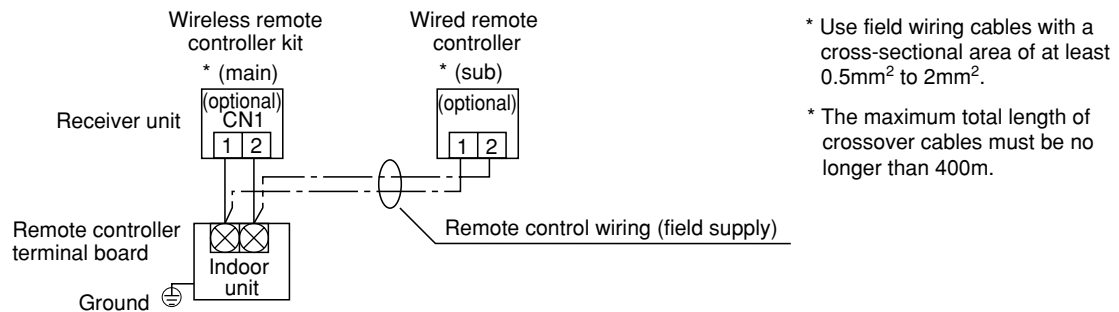 Wireless remote
controller kit
* (main)
Wired remote
controller
* (sub)
Receiver unit
(optional)
CN1
1 2
(optional)
1 2
Remote controller
terminal board
Remote control wiring (field supply)
Indoor
unit
Ground
* Use field wiring cables with a
cross-sectional area of at least
0.5mm² to 2mm².
* The maximum total length of
crossover cables must be no
longer than 400m.